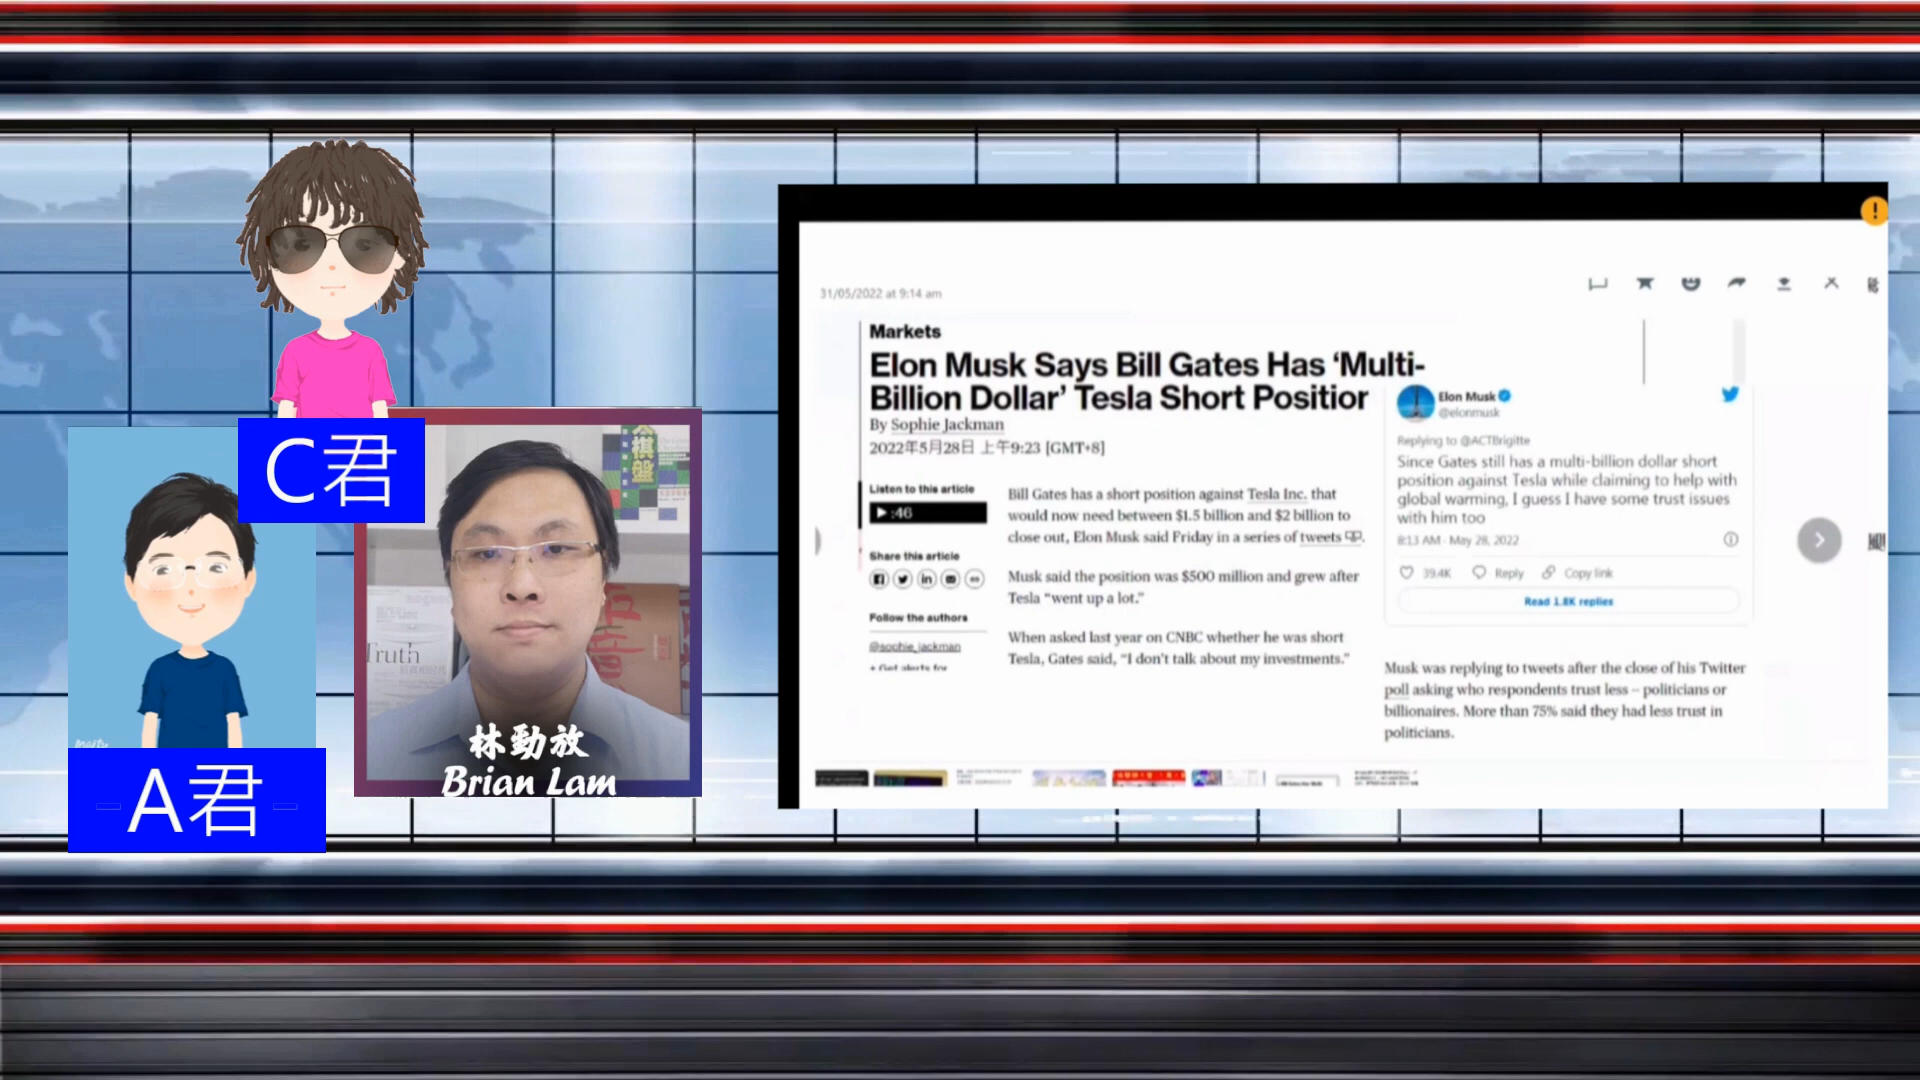 C君
A君
Truth
棋盤
林勁放
Brian Lam
31/05/2022 at 9:14 am
Markets
Elon Musk Says Bill Gates Has ‘Multi-
Billion Dollar’ Tesla Short Position
By Sophie Jackman
2022年5月28日 上午9:23 [GMT+8]
Listen to this article
:46
Share this article
Follow the authors
@sophie_jackman
+ Get alerts for
Bill Gates has a short position against Tesla Inc. that
would now need between $1.5 billion and $2 billion to
close out, Elon Musk said Friday in a series of tweets.
Musk said the position was $500 million and grew after
Tesla “went up a lot.”
When asked last year on CNBC whether he was short
Tesla, Gates said, “I don't talk about my investments.”
Elon Musk
@elonmusk
Replying to @ACTBrigitte
Since Gates still has a multi-billion dollar short
position against Tesla while claiming to help with
global warming, I guess I have some trust issues
with him too
8:13 AM · May 28, 2022
39.4K Reply Copy link
Read 1.8K replies
Musk was replying to tweets after the close of his Twitter
poll asking who respondents trust less – politicians or
billionaires. More than 75% said they had less trust in
politicians.